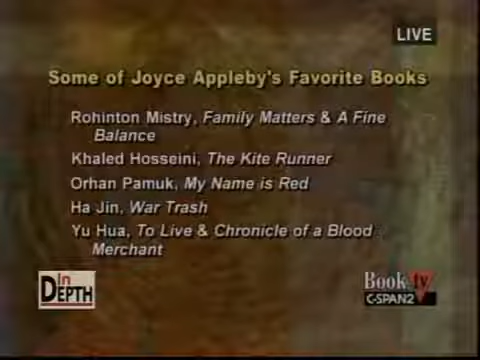 LIVE
Some of Joyce Appleby's Favorite Books
Rohinton Mistry, Family Matters & A Fine
Balance
Khaled Hosseini, The Kite Runner
Orhan Pamuk, My Name is Red
Ha Jin, War Trash
Yu Hua, To Live & Chronicle of a Blood
Merchant
In
DEPTH
Book tv
C-SPAN2